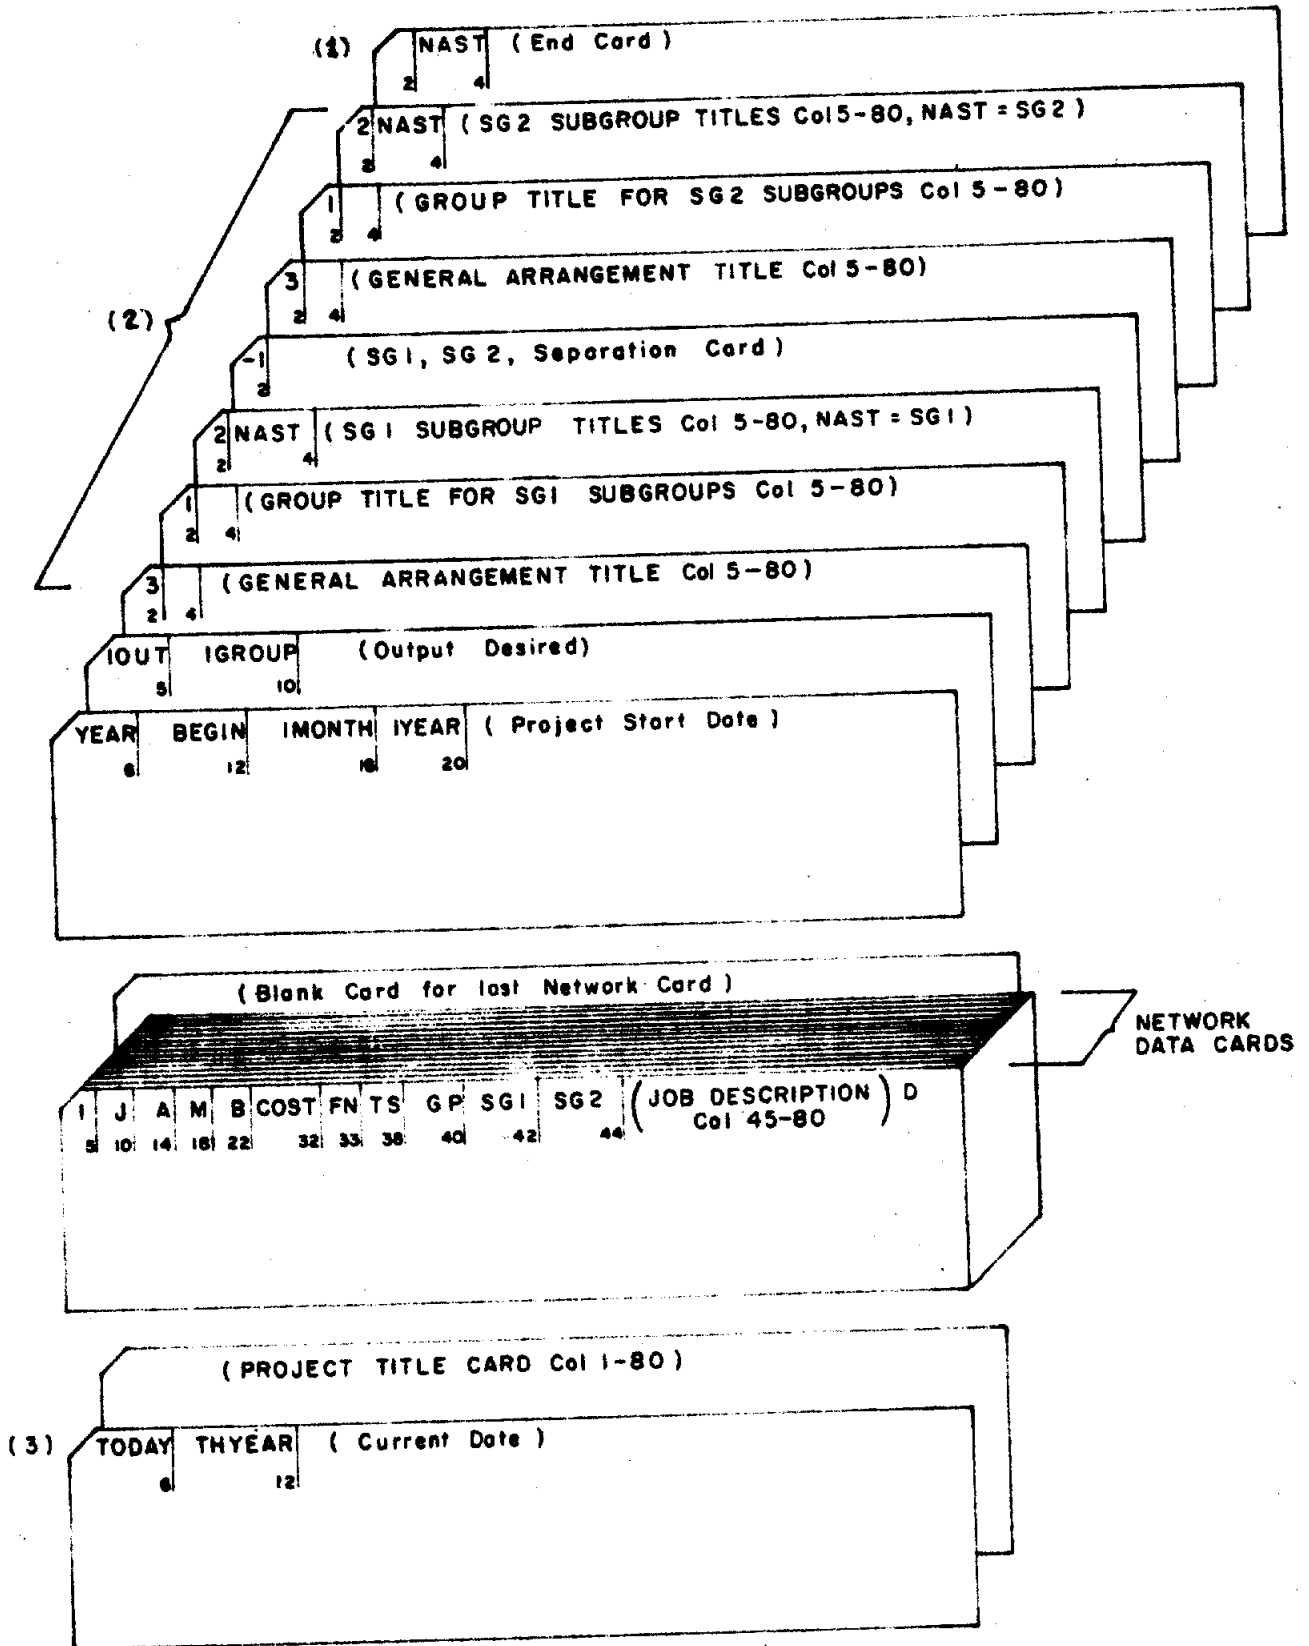 (1) NAST (End Card)
2 4
2 NAST (SG2 SUBGROUP TITLES Col 5-80, NAST = SG2)
2 4
1 (GROUP TITLE FOR SG2 SUBGROUPS Col 5-80)
2 4
3 (GENERAL ARRANGEMENT TITLE Col 5-80)
2 4
(2)
-1 (SG1, SG2, Separation Card)
2
2 NAST (SG1 SUBGROUP TITLES Col 5-80, NAST = SG1)
2 4
1 (GROUP TITLE FOR SG1 SUBGROUPS Col 5-80)
2 4
3 (GENERAL ARRANGEMENT TITLE Col 5-80)
2 4
IOUT IGROUP (Output Desired)
5 10
YEAR BEGIN IMONTH IYEAR (Project Start Date)
6 12 16 20
(Blank Card for last Network Card)
NETWORK
DATA CARDS
I J A M B COST FN TS GP SG1 SG2 (JOB DESCRIPTION) D
Col 45-80
5 10 14 18 22 32 33 38 40 42 44
(PROJECT TITLE CARD Col 1-80)
(3) TODAY THYEAR (Current Date)
6 12